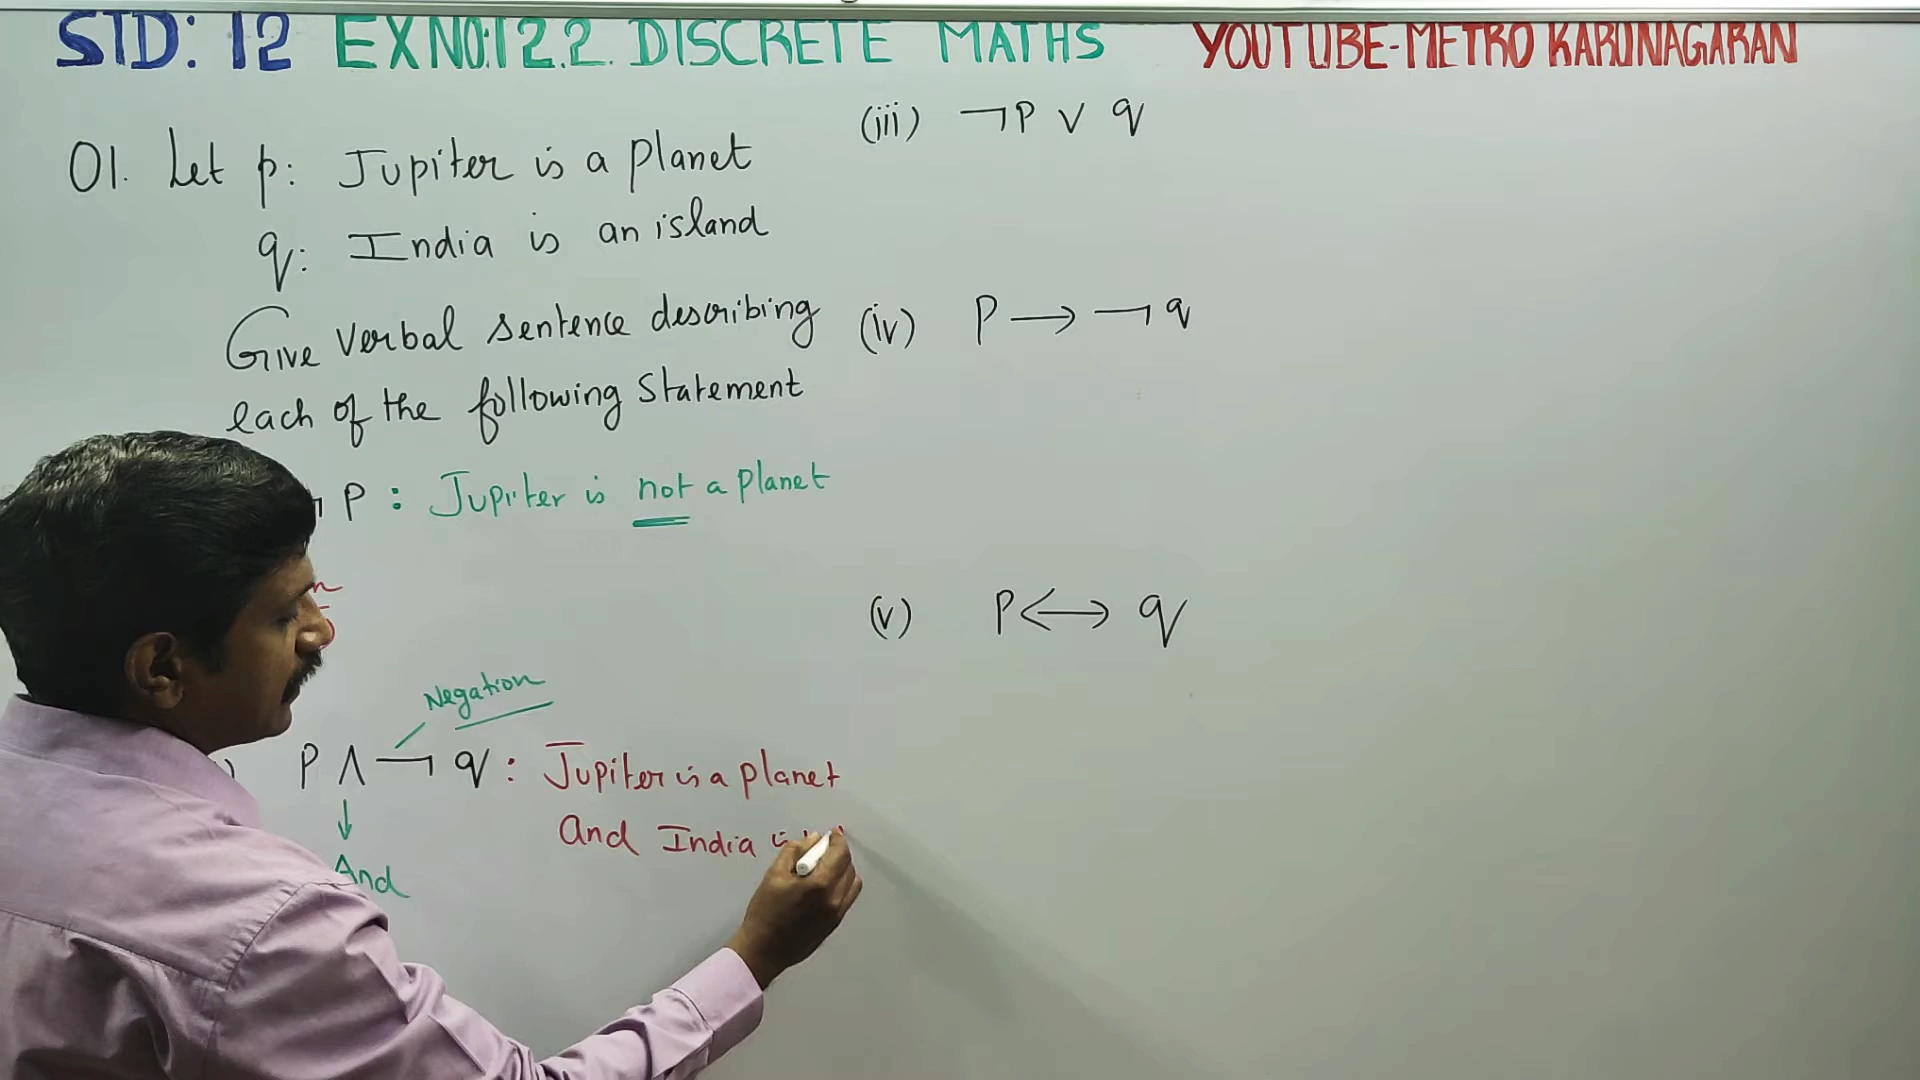 STD: 12 EX NO:12.2. DISCRETE MATHS YOUTUBE-METRO KARUNAGARAN
01. Let p: Jupiter is a planet
q: India is an island
Give Verbal sentence describing
each of the following Statement
¬ P : Jupiter is not a planet
Negation
P ∧ ¬ q : Jupiter is a planet
And India is
And
(iii) ¬P ∨ q
(iv) P → ¬q
(v) P ↔ q